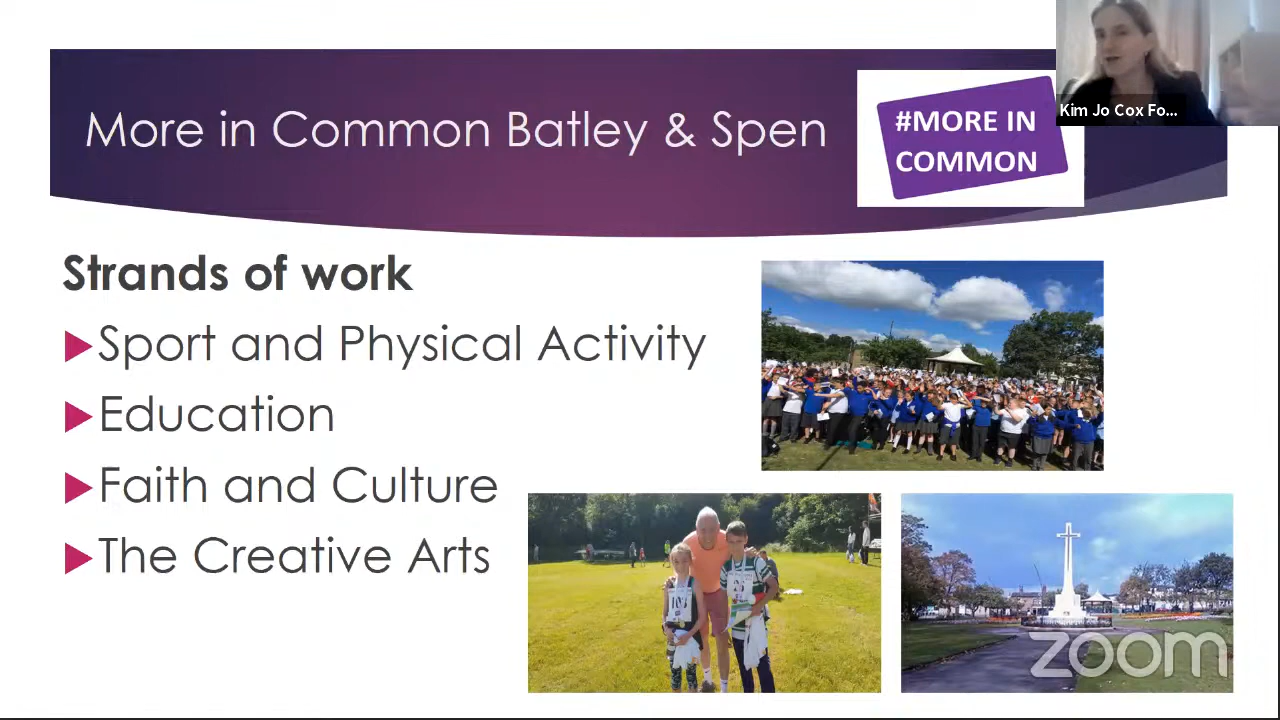 More in Common Batley & Spen
#MORE IN
COMMON
Kim Jo Cox Fo...
Strands of work
Sport and Physical Activity
Education
Faith and Culture
The Creative Arts
107
zoom